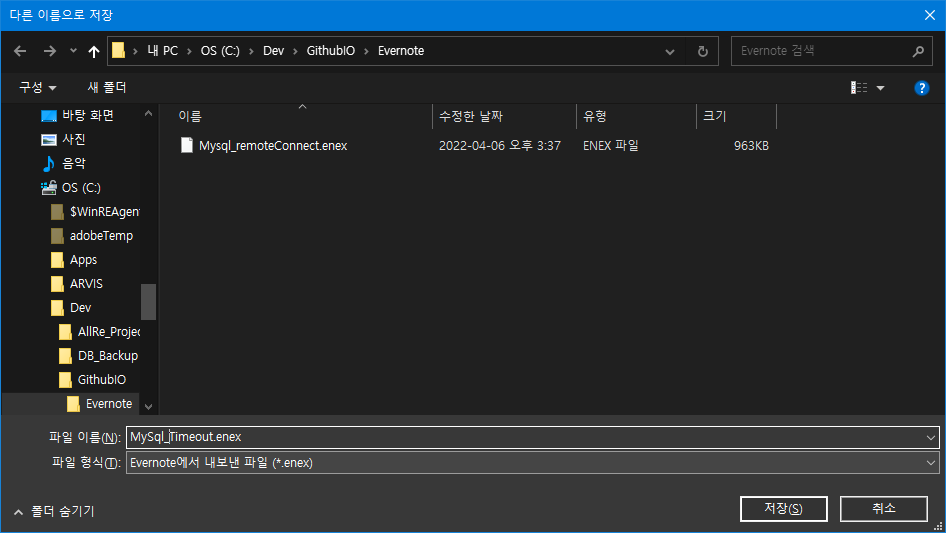 다른 이름으로 저장
내 PC > OS (C:) > Dev > GithubIO > Evernote
Evernote 검색
구성 새 폴더
이름 수정한 날짜 유형 크기
Mysql_remoteConnect.enex 2022-04-06 오후 3:37 ENEX 파일 963KB
바탕 화면
사진
음악
OS (C:)
$WinREAgent
adobeTemp
Apps
ARVIS
Dev
AllRe_Projec
DB_Backup
GithubIO
Evernote
파일 이름(N): MySql_Timeout.enex
파일 형식(T): Evernote에서 내보낸 파일 (*.enex)
폴더 숨기기
저장(S) 취소